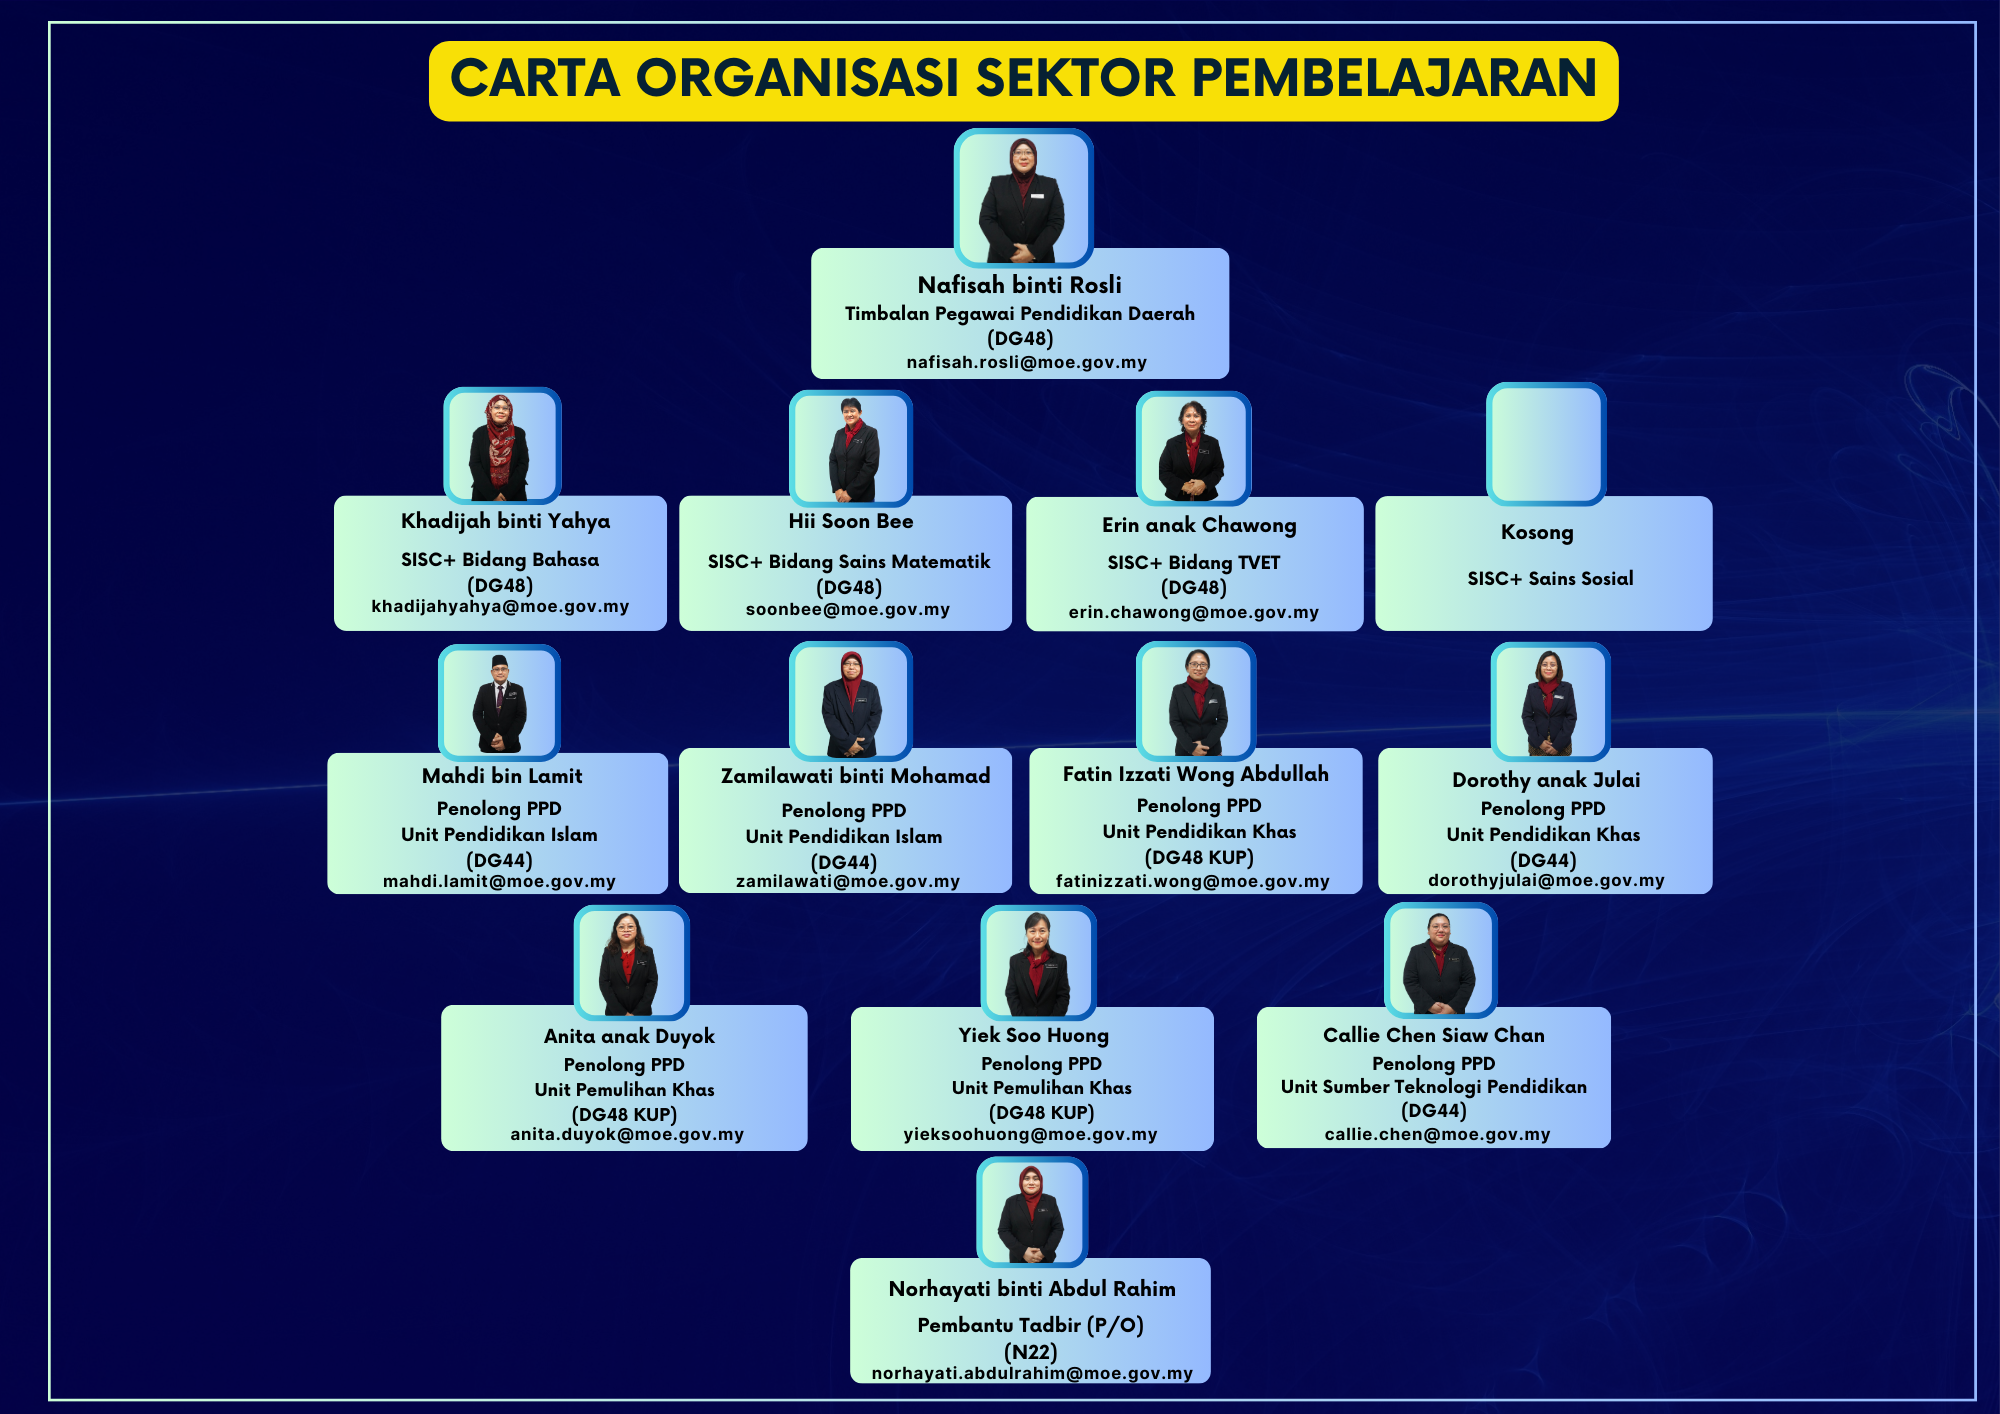 CARTA ORGANISASI SEKTOR PEMBELAJARAN
Nafisah binti Rosli
Timbalan Pegawai Pendidikan Daerah
(DG48)
nafisah.rosli@moe.gov.my
Khadijah binti Yahya
SISC+ Bidang Bahasa
(DG48)
khadijahyahya@moe.gov.my
Hii Soon Bee
SISC+ Bidang Sains Matematik
(DG48)
soonbee@moe.gov.my
Erin anak Chawong
SISC+ Bidang TVET
(DG48)
erin.chawong@moe.gov.my
Kosong
SISC+ Sains Sosial
Mahdi bin Lamit
Penolong PPD
Unit Pendidikan Islam
(DG44)
mahdi.lamit@moe.gov.my
Zamilawati binti Mohamad
Penolong PPD
Unit Pendidikan Islam
(DG44)
zamilawati@moe.gov.my
Fatin Izzati Wong Abdullah
Penolong PPD
Unit Pendidikan Khas
(DG48 KUP)
fatinizzati.wong@moe.gov.my
Dorothy anak Julai
Penolong PPD
Unit Pendidikan Khas
(DG44)
dorothyjulai@moe.gov.my
Anita anak Duyok
Penolong PPD
Unit Pemulihan Khas
(DG48 KUP)
anita.duyok@moe.gov.my
Yiek Soo Huong
Penolong PPD
Unit Pemulihan Khas
(DG48 KUP)
yieksoohuong@moe.gov.my
Callie Chen Siaw Chan
Penolong PPD
Unit Sumber Teknologi Pendidikan
(DG44)
callie.chen@moe.gov.my
Norhayati binti Abdul Rahim
Pembantu Tadbir (P/O)
(N22)
norhayati.abdulrahim@moe.gov.my